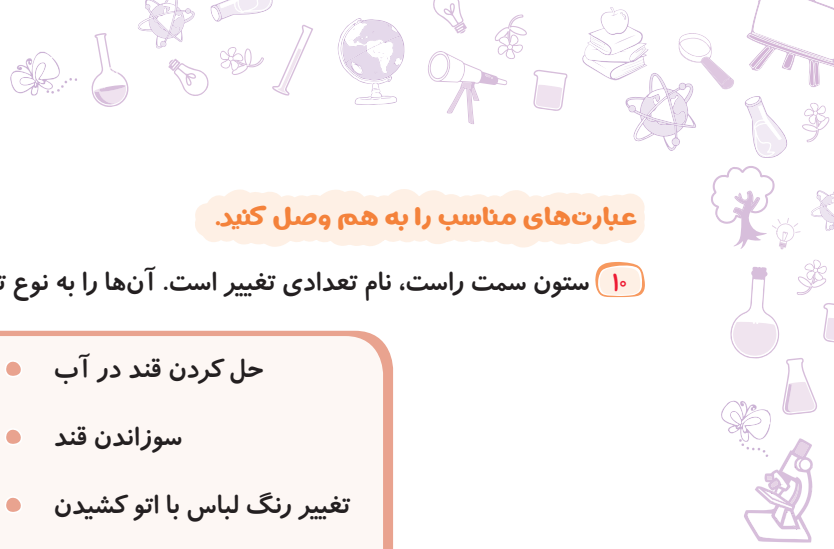 عبارت‌های مناسب را به هم وصل کنید.
۱۰ ستون سمت راست، نام تعدادی تغییر است. آن‌ها را به نوع
حل کردن قند در آب
سوزاندن قند
تغییر رنگ لباس با اتو کشیدن